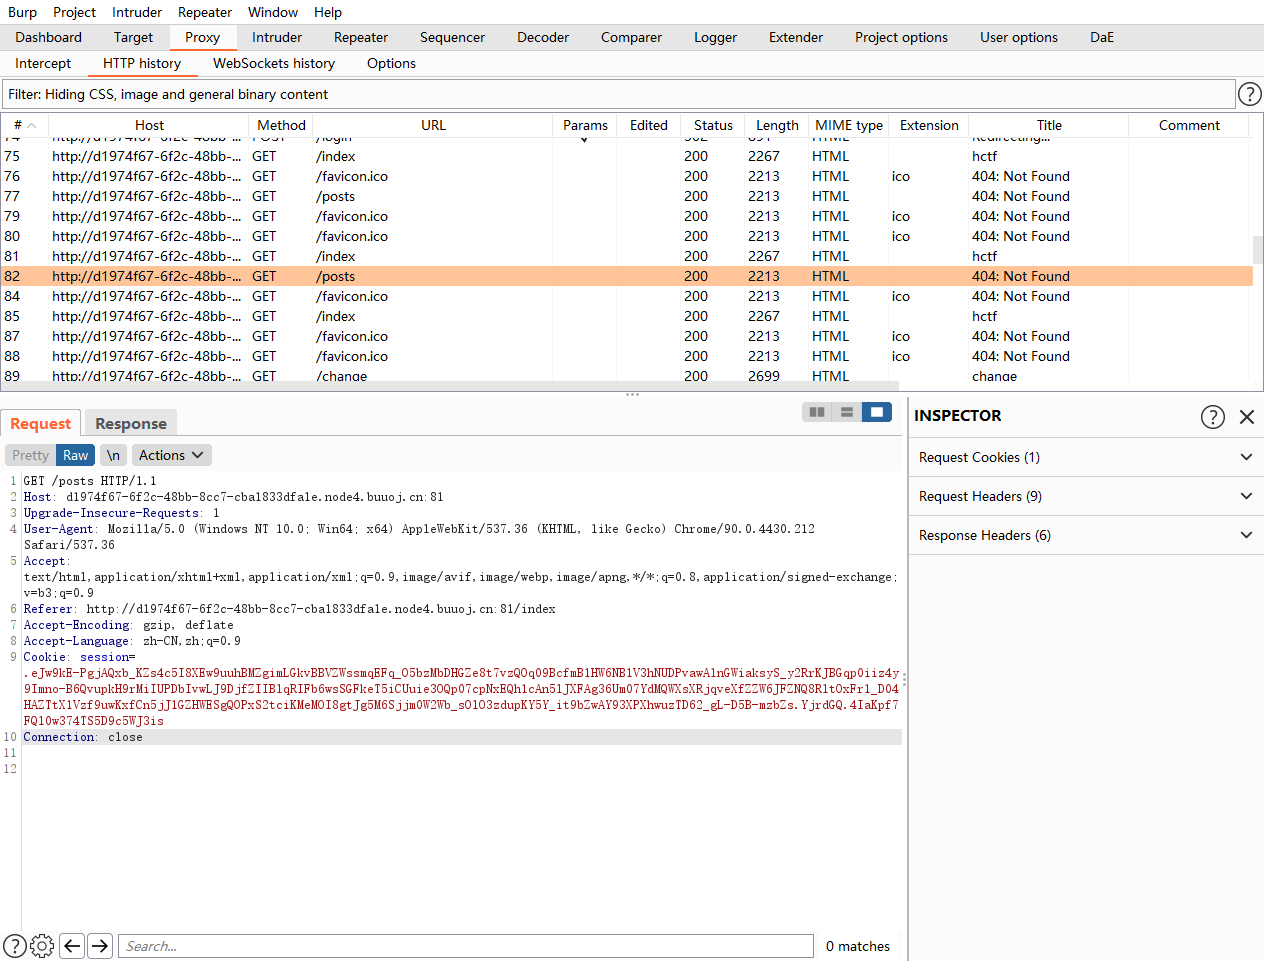 Burp Project Intruder Repeater Window Help
Dashboard Target Proxy Intruder Repeater Sequencer Decoder Comparer Logger Extender Project options User options DaE
Intercept HTTP history WebSockets history Options
Filter: Hiding CSS, image and general binary content
# Host Method URL Params Edited Status Length MIME type Extension Title Comment
75 http://d1974f67-6f2c-48bb-... GET /index 200 2267 HTML hctf
76 http://d1974f67-6f2c-48bb-... GET /favicon.ico 200 2213 HTML ico 404: Not Found
77 http://d1974f67-6f2c-48bb-... GET /posts 200 2213 HTML 404: Not Found
79 http://d1974f67-6f2c-48bb-... GET /favicon.ico 200 2213 HTML ico 404: Not Found
80 http://d1974f67-6f2c-48bb-... GET /favicon.ico 200 2213 HTML ico 404: Not Found
81 http://d1974f67-6f2c-48bb-... GET /index 200 2267 HTML hctf
82 http://d1974f67-6f2c-48bb-... GET /posts 200 2213 HTML 404: Not Found
84 http://d1974f67-6f2c-48bb-... GET /favicon.ico 200 2213 HTML ico 404: Not Found
85 http://d1974f67-6f2c-48bb-... GET /index 200 2267 HTML hctf
87 http://d1974f67-6f2c-48bb-... GET /favicon.ico 200 2213 HTML ico 404: Not Found
88 http://d1974f67-6f2c-48bb-... GET /favicon.ico 200 2213 HTML ico 404: Not Found
89 http://d1974f67-6f2c-48bb-... GET /change 200 2699 HTML change
Request Response
Pretty Raw \n Actions
1 GET /posts HTTP/1.1
2 Host: d1974f67-6f2c-48bb-8cc7-cba1833dfa1e.node4.buuoj.cn:81
3 Upgrade-Insecure-Requests: 1
4 User-Agent: Mozilla/5.0 (Windows NT 10.0; Win64; x64) AppleWebKit/537.36 (KHTML, like Gecko) Chrome/90.0.4430.212
Safari/537.36
5 Accept:
text/html,application/xhtml+xml,application/xml;q=0.9,image/avif,image/webp,image/apng,*/*;q=0.8,application/signed-exchange;
v=b3;q=0.9
6 Referer: http://d1974f67-6f2c-48bb-8cc7-cba1833dfa1e.node4.buuoj.cn:81/index
7 Accept-Encoding: gzip, deflate
8 Accept-Language: zh-CN,zh;q=0.9
9 Cookie: session=
10 Connection: close
11
12
INSPECTOR
Request Cookies (1)
Request Headers (9)
Response Headers (6)
Search...
0 matches